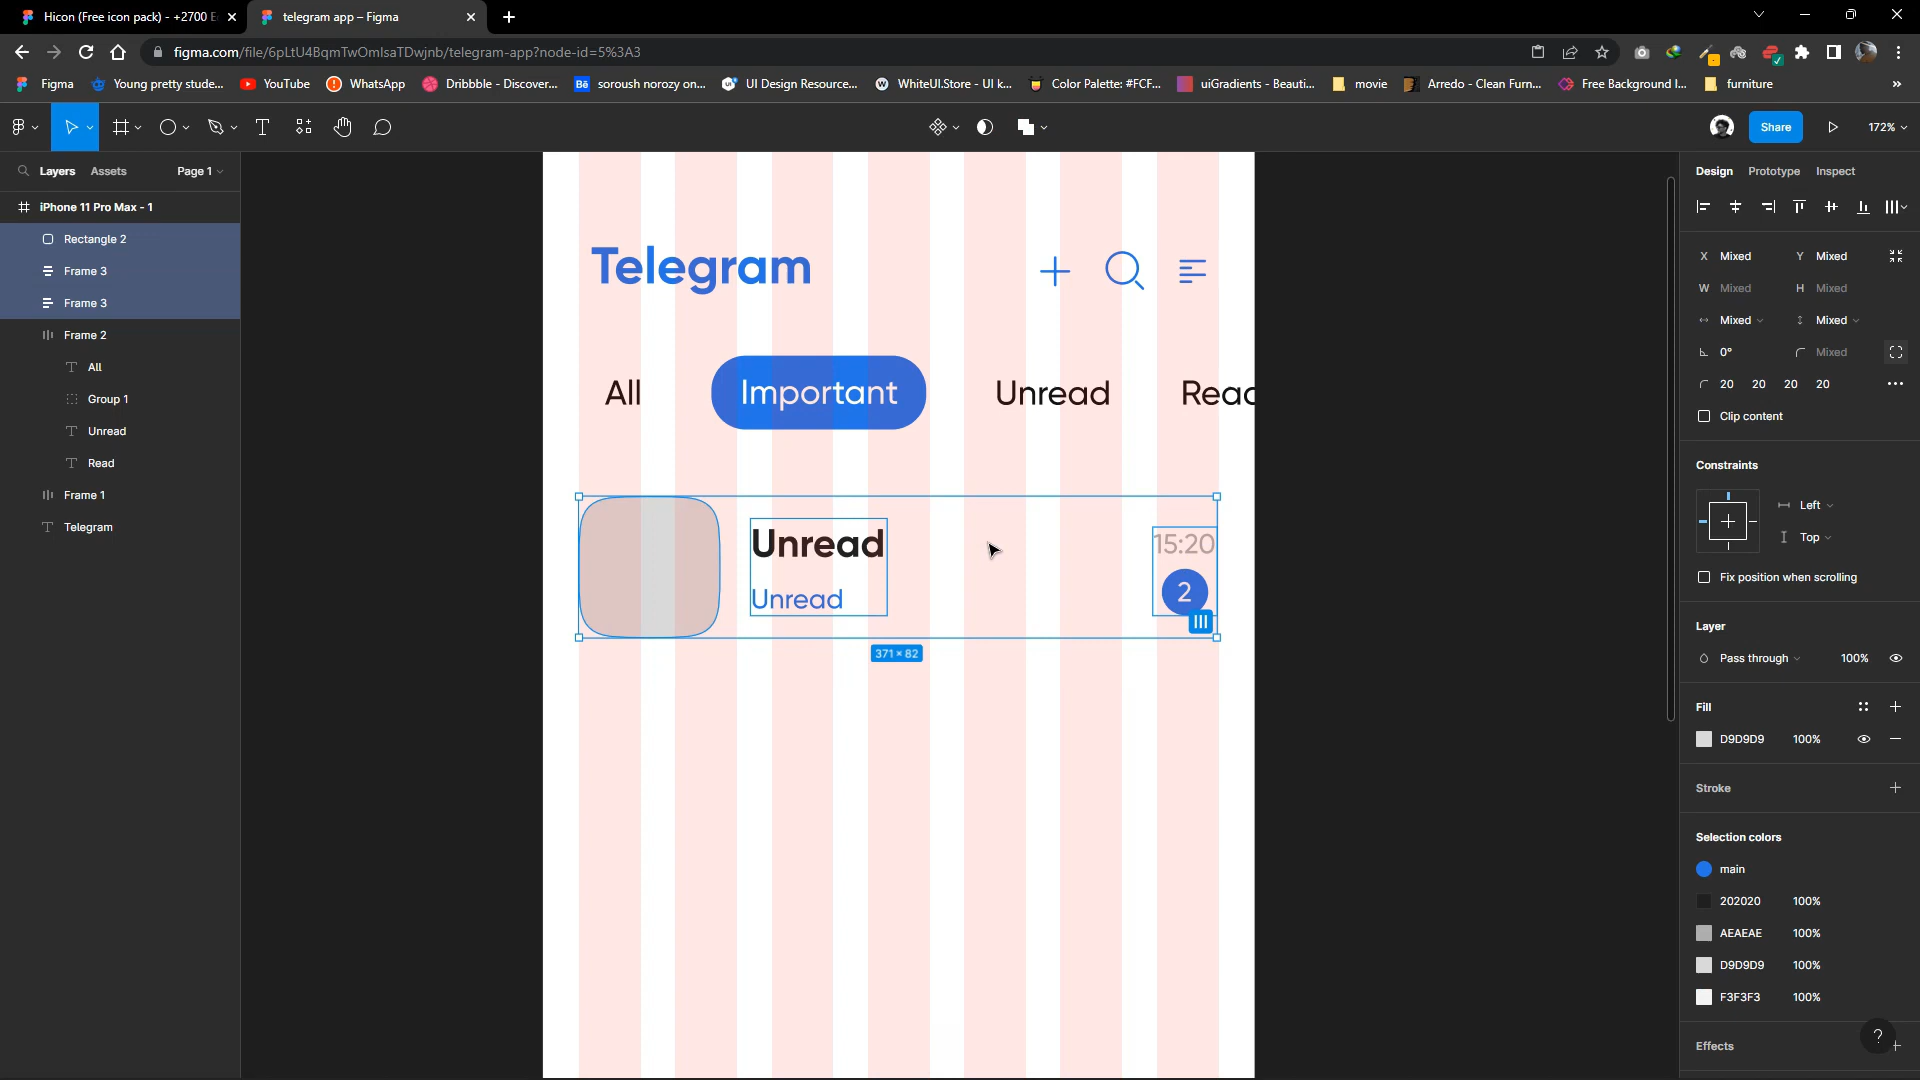 Hicon (Free icon pack) - +2700 E
telegram app – Figma
figma.com/file/6pLtU4BqmTwOmIsaTDwjnb/telegram-app?node-id=5%3A3
Figma
Young pretty stude...
YouTube
WhatsApp
Dribbble - Discover...
soroush norozy on...
UI Design Resource...
WhiteUI.Store - UI k...
Color Palette: #FCF...
uiGradients - Beauti...
movie
Arredo - Clean Furn...
Free Background I...
furniture
»
Share
172%
Layers
Assets
Page 1
iPhone 11 Pro Max - 1
Rectangle 2
Frame 3
Frame 3
Frame 2
All
Group 1
Unread
Read
Frame 1
Telegram
Telegram
All
Important
Unread
Read
Unread
Unread
15:20
2
371 × 82
Design
Prototype
Inspect
X Mixed
Y Mixed
W Mixed
H Mixed
Mixed
Mixed
0°
Mixed
20 20 20 20
Clip content
Constraints
Left
Top
Fix position when scrolling
Layer
Pass through
100%
Fill
D9D9D9 100%
Stroke
Selection colors
main
202020 100%
AEAEAE 100%
D9D9D9 100%
F3F3F3 100%
Effects
?